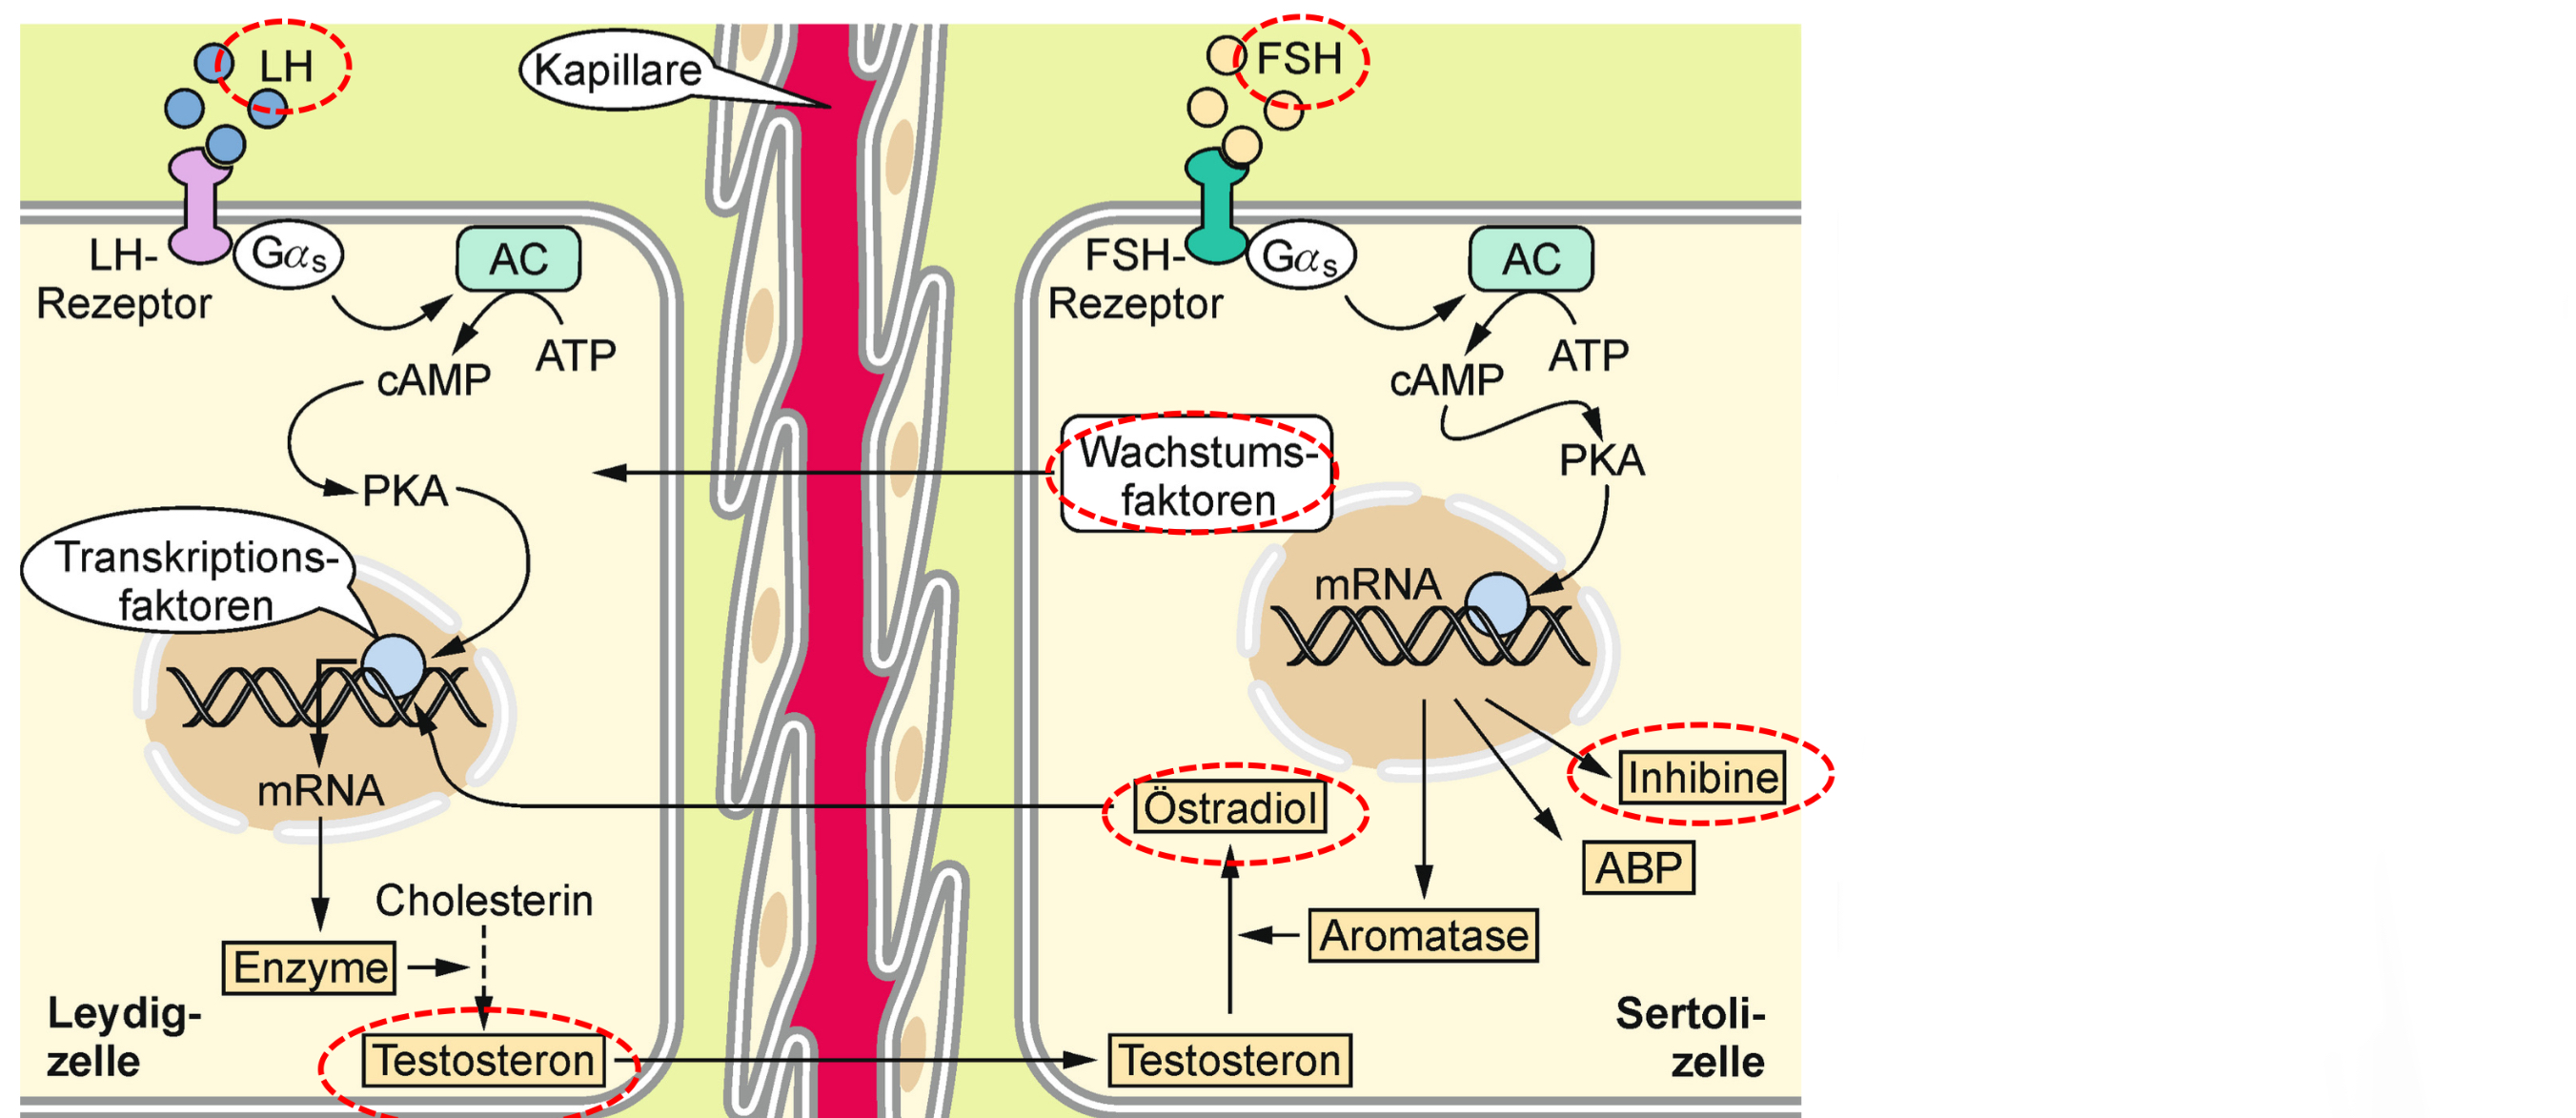 LH
Kapillare
FSH
LH-
Rezeptor
Gαs
AC
ATP
cAMP
PKA
Transkriptions-
faktoren
mRNA
Cholesterin
Enzyme
Testosteron
Leydig-
zelle
FSH-
Rezeptor
Gαs
AC
ATP
cAMP
PKA
Wachstums-
faktoren
mRNA
Inhibine
Östradiol
ABP
Aromatase
Testosteron
Sertoli-
zelle